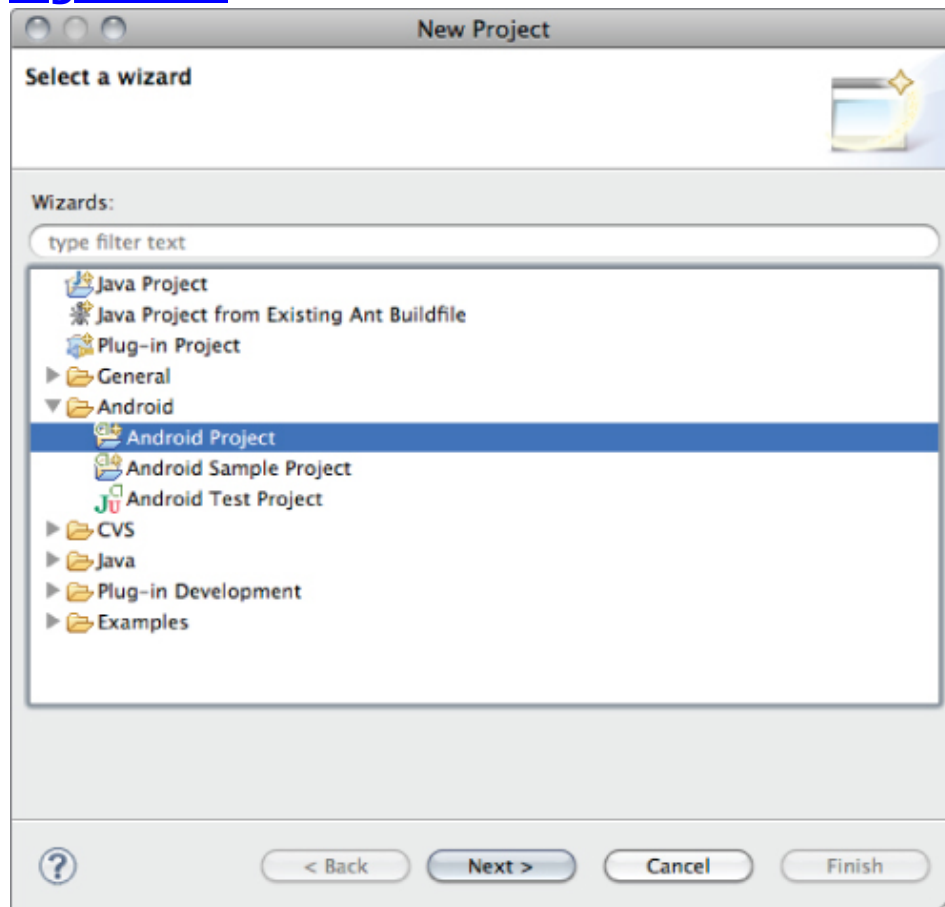 New Project
Select a wizard
Wizards:
type filter text
Java Project
Java Project from Existing Ant Buildfile
Plug-in Project
General
Android
Android Project
Android Sample Project
Android Test Project
CVS
Java
Plug-in Development
Examples
? < Back Next > Cancel Finish